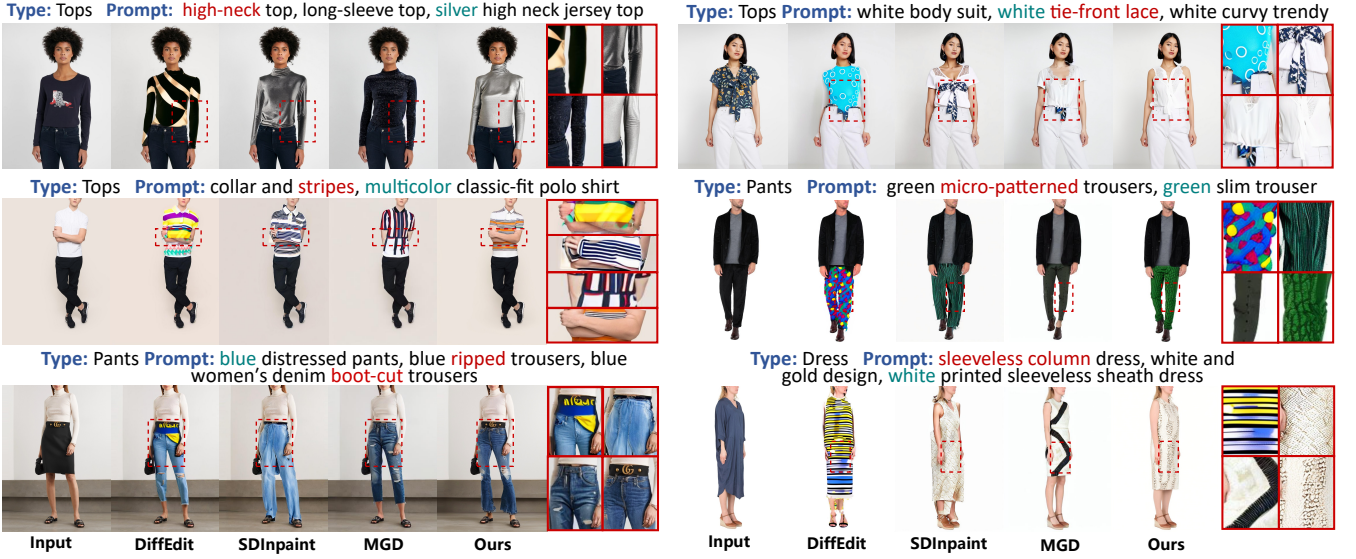 Type: Tops Prompt: high-neck top, long-sleeve top, silver high neck jersey top
Type: Tops Prompt: white body suit, white tie-front lace, white curvy trendy
Type: Tops Prompt: collar and stripes, multicolor classic-fit polo shirt
Type: Pants Prompt: green micro-patterned trousers, green slim trouser
Type: Pants Prompt: blue distressed pants, blue ripped trousers, blue
women's denim boot-cut trousers
Type: Dress Prompt: sleeveless column dress, white and
gold design, white printed sleeveless sheath dress
Input DiffEdit SDInpaint MGD Ours
Input DiffEdit SDInpaint MGD Ours